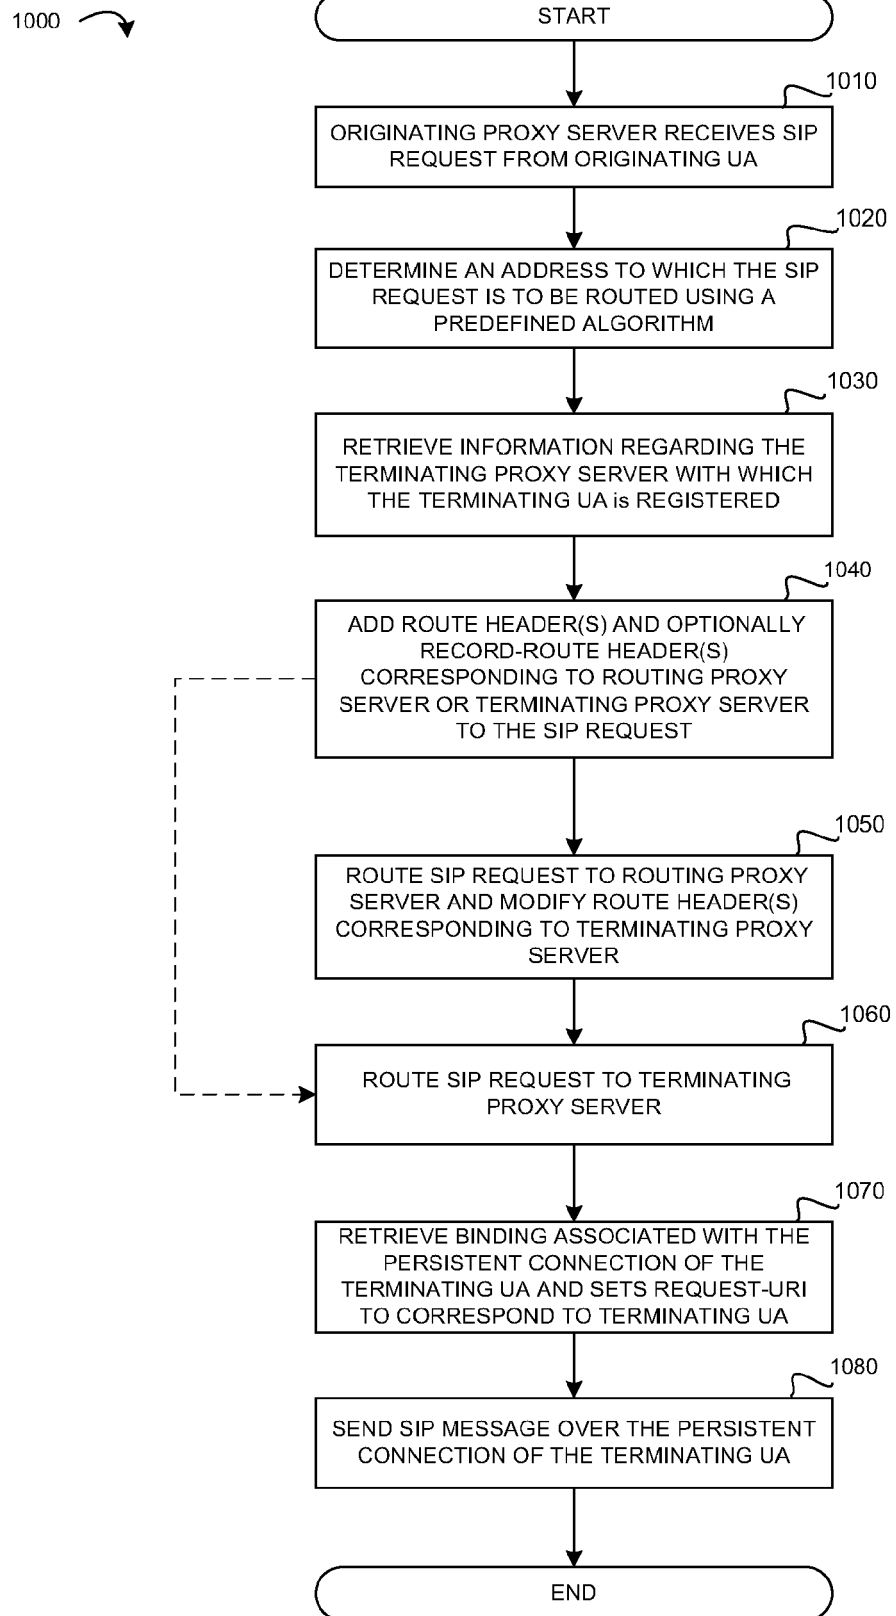 1000
START
1010
ORIGINATING PROXY SERVER RECEIVES SIP
REQUEST FROM ORIGINATING UA
1020
DETERMINE AN ADDRESS TO WHICH THE SIP
REQUEST IS TO BE ROUTED USING A
PREDEFINED ALGORITHM
1030
RETRIEVE INFORMATION REGARDING THE
TERMINATING PROXY SERVER WITH WHICH
THE TERMINATING UA is REGISTERED
1040
ADD ROUTE HEADER(S) AND OPTIONALLY
RECORD-ROUTE HEADER(S)
CORRESPONDING TO ROUTING PROXY
SERVER OR TERMINATING PROXY SERVER
TO THE SIP REQUEST
1050
ROUTE SIP REQUEST TO ROUTING PROXY
SERVER AND MODIFY ROUTE HEADER(S)
CORRESPONDING TO TERMINATING PROXY
SERVER
1060
ROUTE SIP REQUEST TO TERMINATING
PROXY SERVER
1070
RETRIEVE BINDING ASSOCIATED WITH THE
PERSISTENT CONNECTION OF THE
TERMINATING UA AND SETS REQUEST-URI
TO CORRESPOND TO TERMINATING UA
1080
SEND SIP MESSAGE OVER THE PERSISTENT
CONNECTION OF THE TERMINATING UA
END